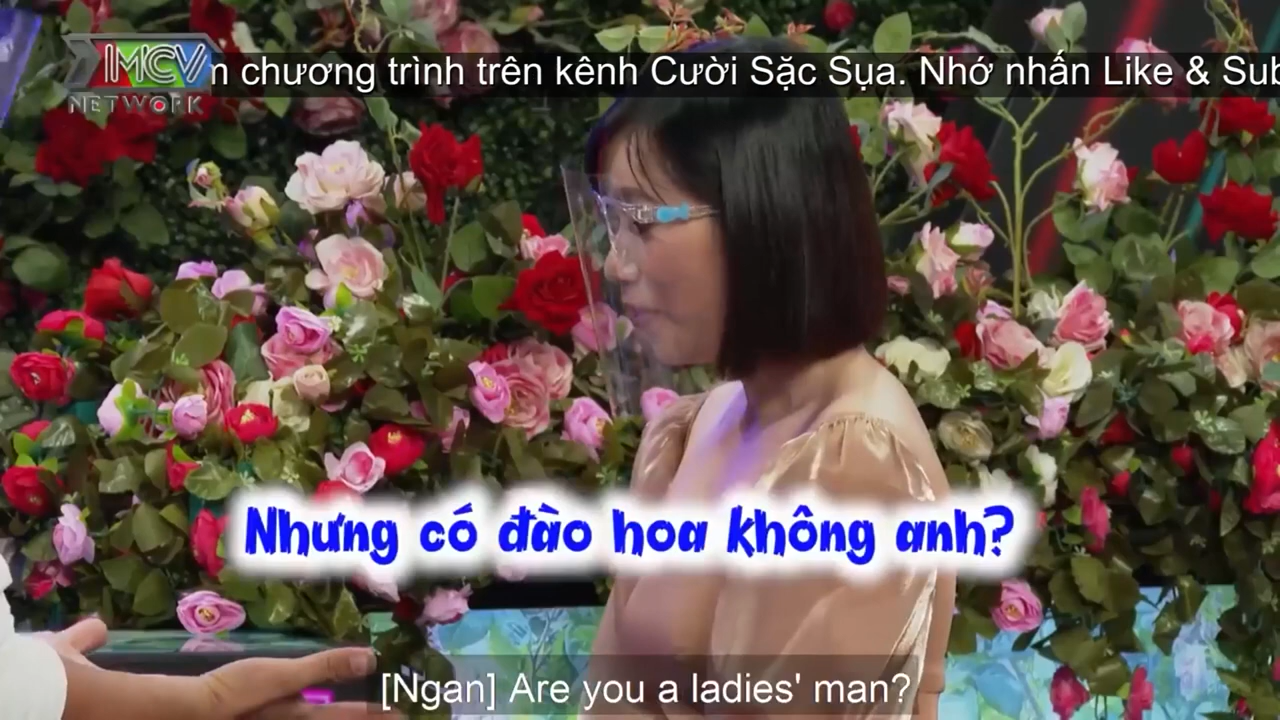 MCV
NETWORK
chương trình trên kênh Cười Sặc Sụa. Nhớ nhấn Like & Sub
Nhưng có đào hoa không anh?
[Ngan] Are you a ladies' man?